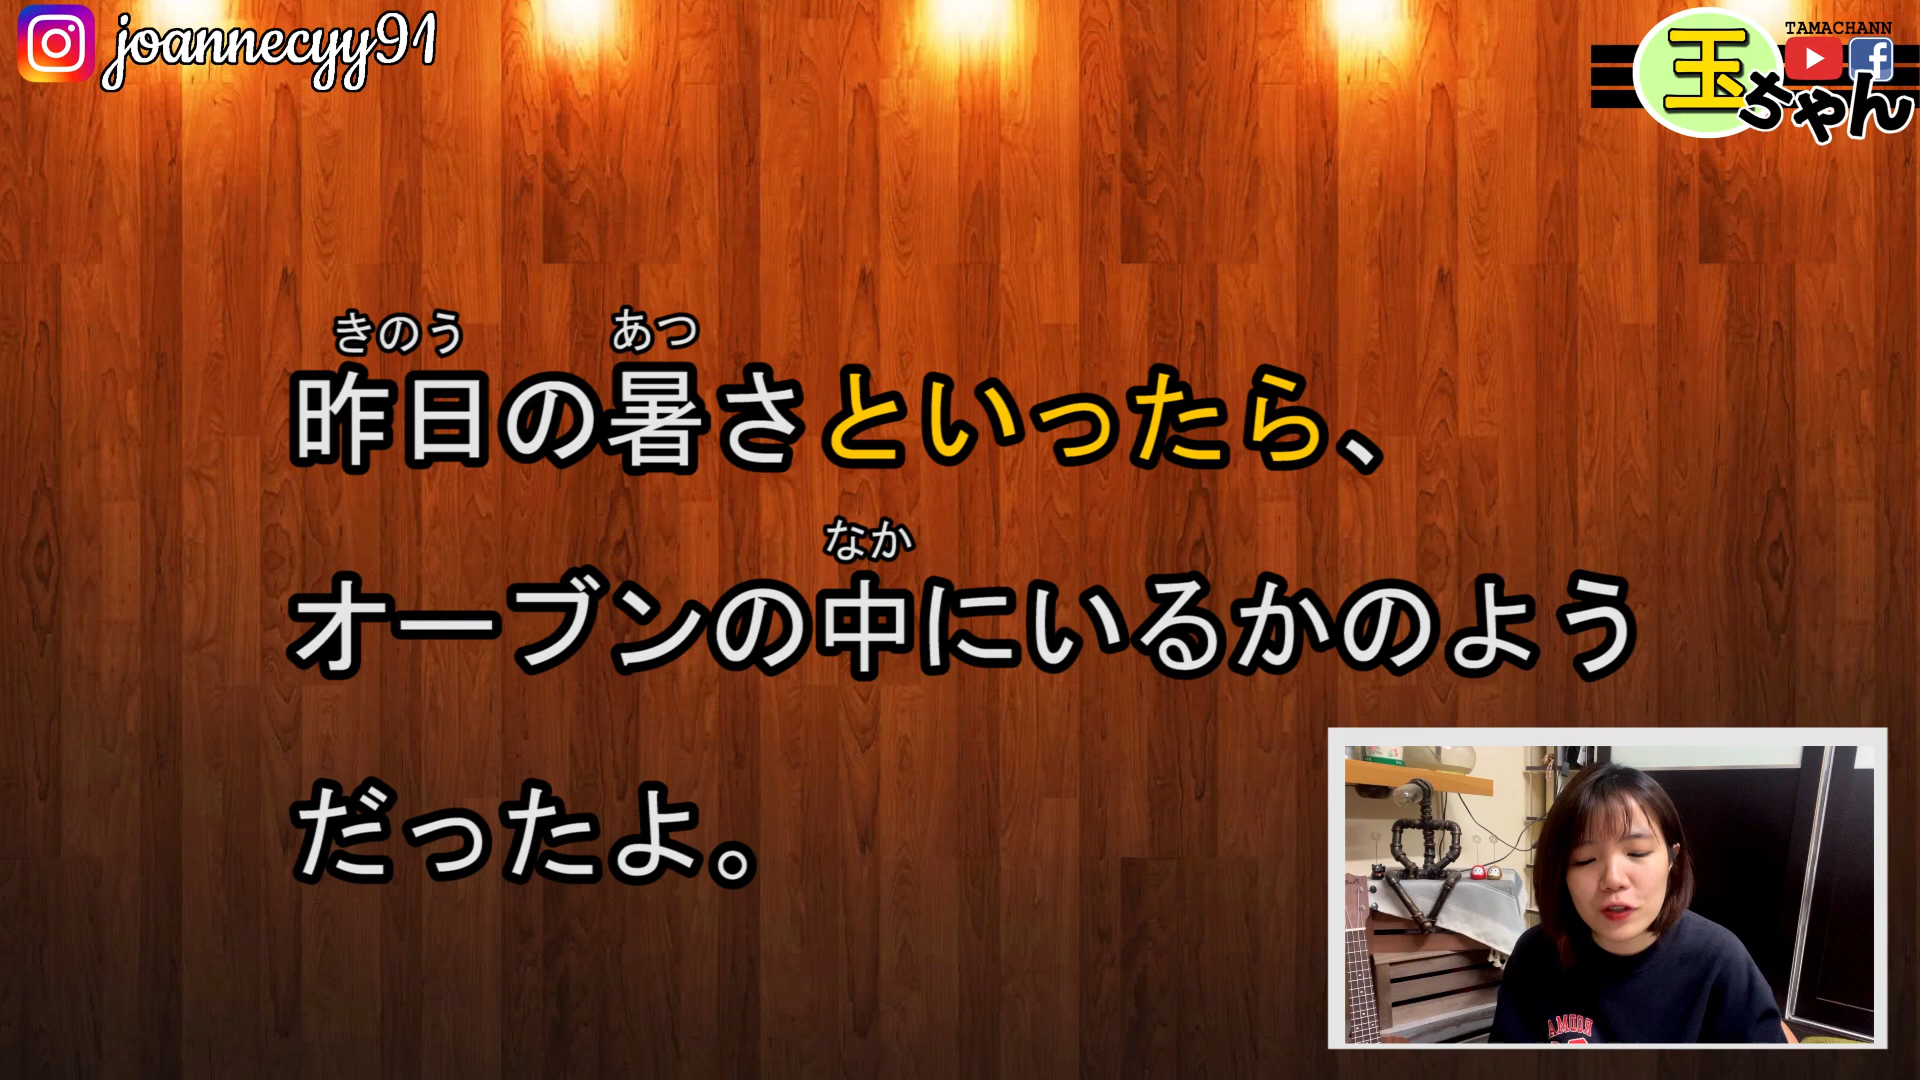 joannecyy91
TAMACHANN
玉ちゃん
きのう あつ
昨日の暑さといったら、
なか
オーブンの中にいるかのよう
だったよ。